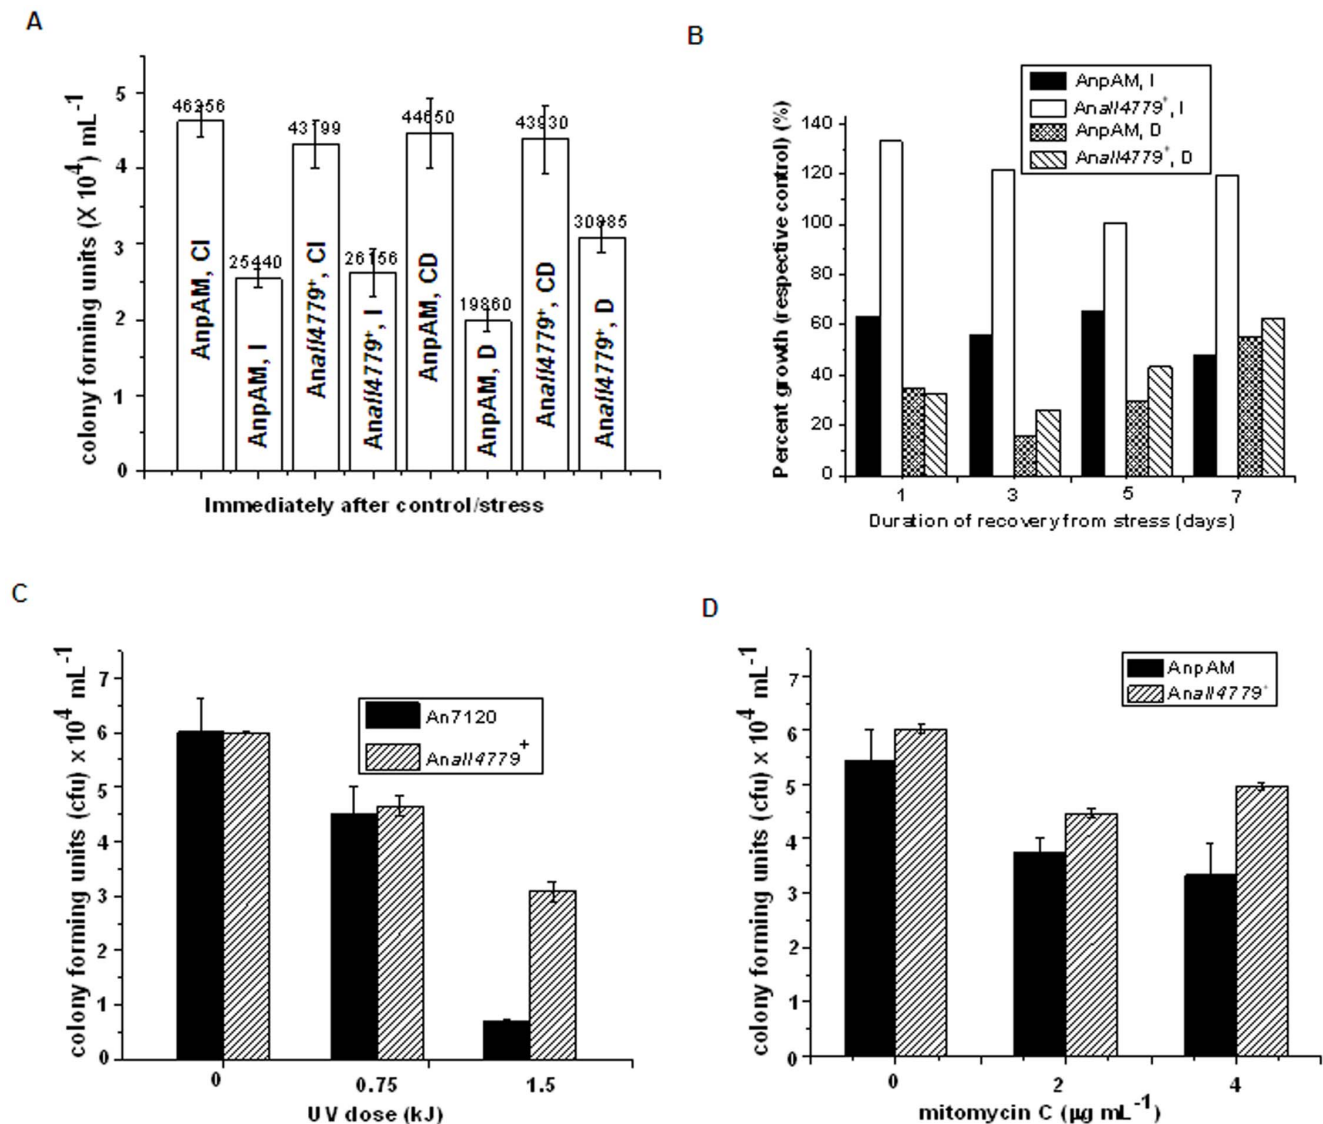 A
colony forming units (X 10⁴) mL⁻¹
5
4
3
2
1
0
46256
25440
43799
26156
44650
19860
43930
30885
AnpAM, CI
AnpAM, I
Anall4779⁺, CI
Anall4779⁺, I
AnpAM, CD
AnpAM, D
Anall4779⁺, CD
Anall4779⁺, D
Immediately after control/stress
B
AnpAM, I
Anall4779⁺, I
AnpAM, D
Anall4779⁺, D
Percent growth (respective control) (%)
140
120
100
80
60
40
20
0
1 3 5 7
Duration of recovery from stress (days)
C
colony forming units (cfu) x 10⁴ mL⁻¹
7
6
5
4
3
2
1
0
An7120
Anall4779⁺
0 0.75 1.5
UV dose (kJ)
D
colony forming units (cfu) x 10⁴ mL⁻¹
7
6
5
4
3
2
1
0
AnpAM
Anall4779⁺
0 2 4
mitomycin C (µg mL⁻¹)